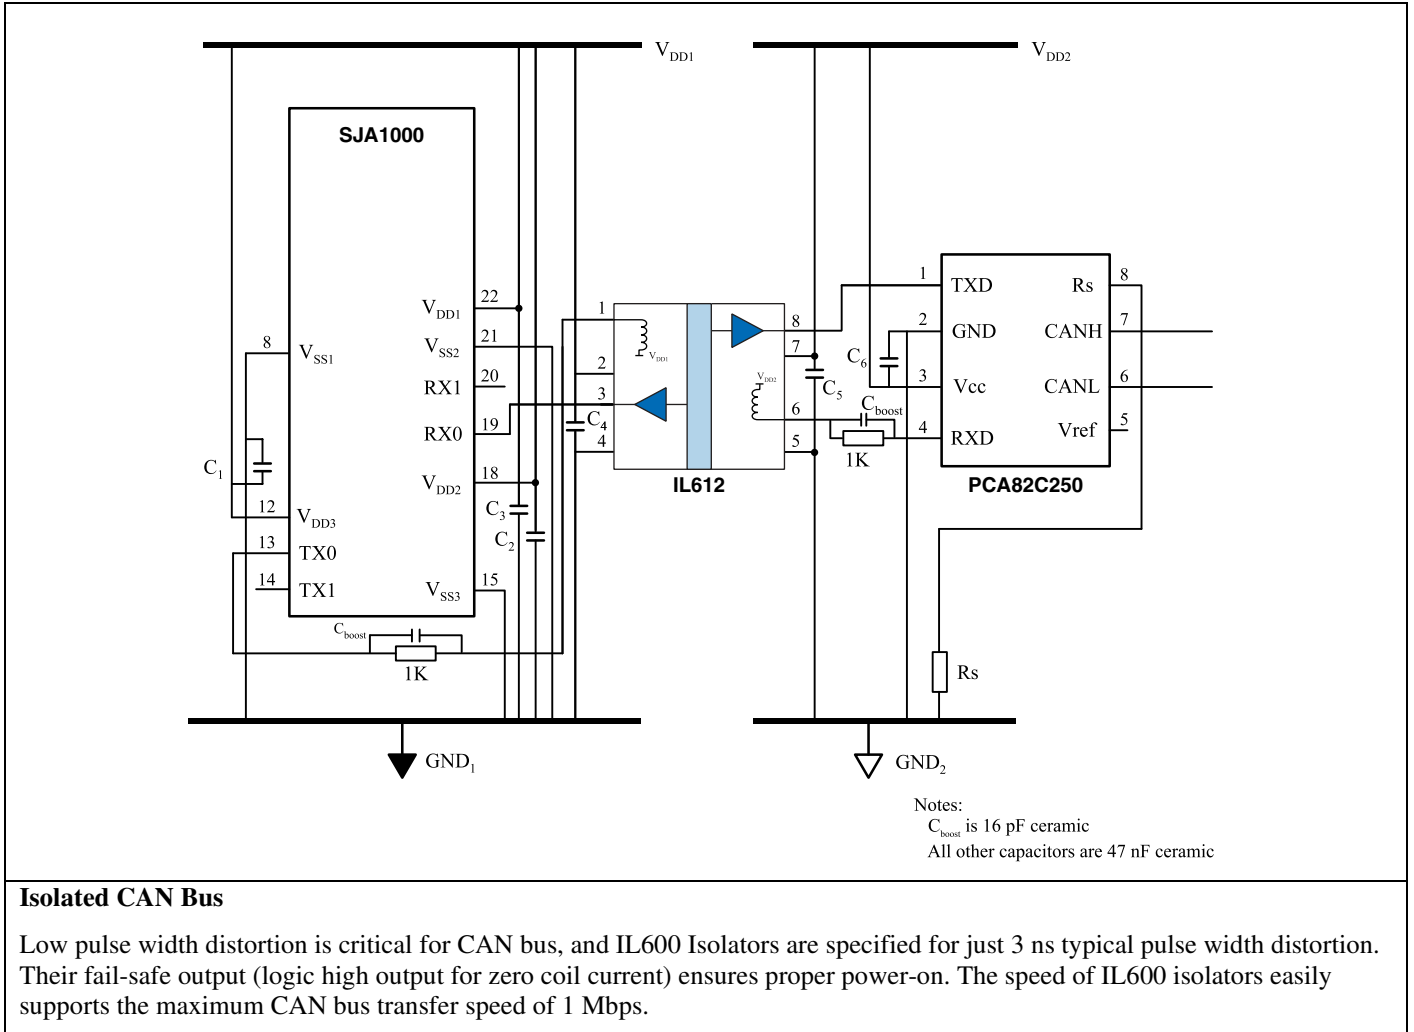 V_DD1
V_DD2
SJA1000
22
V_DD1
21
V_SS2
8
V_SS1
20
RX1
19
RX0
18
V_DD2
C_1
12
V_DD3
13
TX0
14
TX1
15
V_SS3
C_3
C_2
C_boost
1K
1
V_DD1
2
3
C_4
4
8
7
V_DD2
C_5
6
5
IL612
C_boost
1K
1
TXD
Rs
8
2
GND
CANH
7
C_6
3
Vcc
CANL
6
4
RXD
Vref
5
PCA82C250
Rs
GND_1
GND_2
Notes:
C_boost is 16 pF ceramic
All other capacitors are 47 nF ceramic
Isolated CAN Bus
Low pulse width distortion is critical for CAN bus, and IL600 Isolators are specified for just 3 ns typical pulse width distortion.
Their fail-safe output (logic high output for zero coil current) ensures proper power-on. The speed of IL600 isolators easily
supports the maximum CAN bus transfer speed of 1 Mbps.